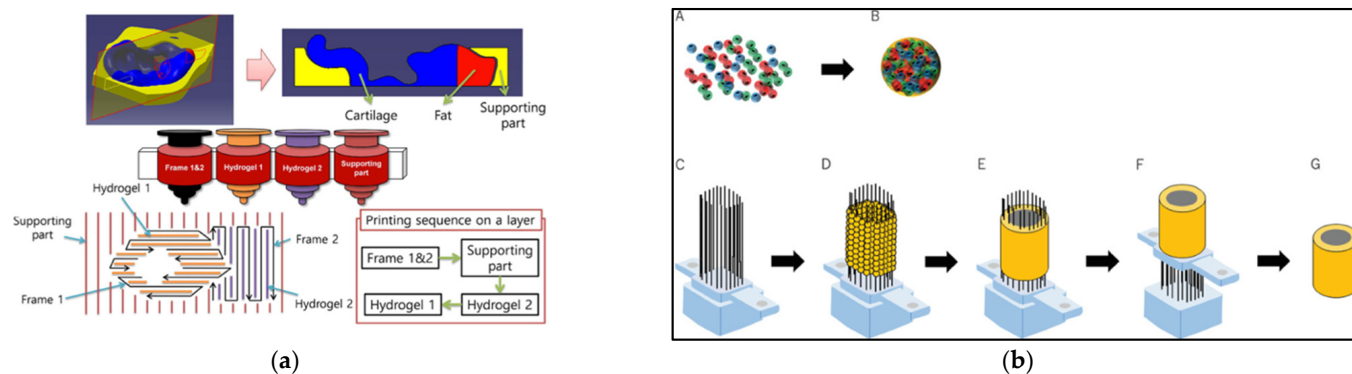 Cartilage
Fat
Supporting
part
Frame 1&2
Hydrogel 1
Hydrogel 2
Supporting
part
Hydrogel 1
Supporting
part
Frame 1
Frame 2
Hydrogel 2
Printing sequence on a layer
Frame 1&2
Supporting
part
Hydrogel 1
Hydrogel 2
(a)
A
B
C
D
E
F
G
(b)